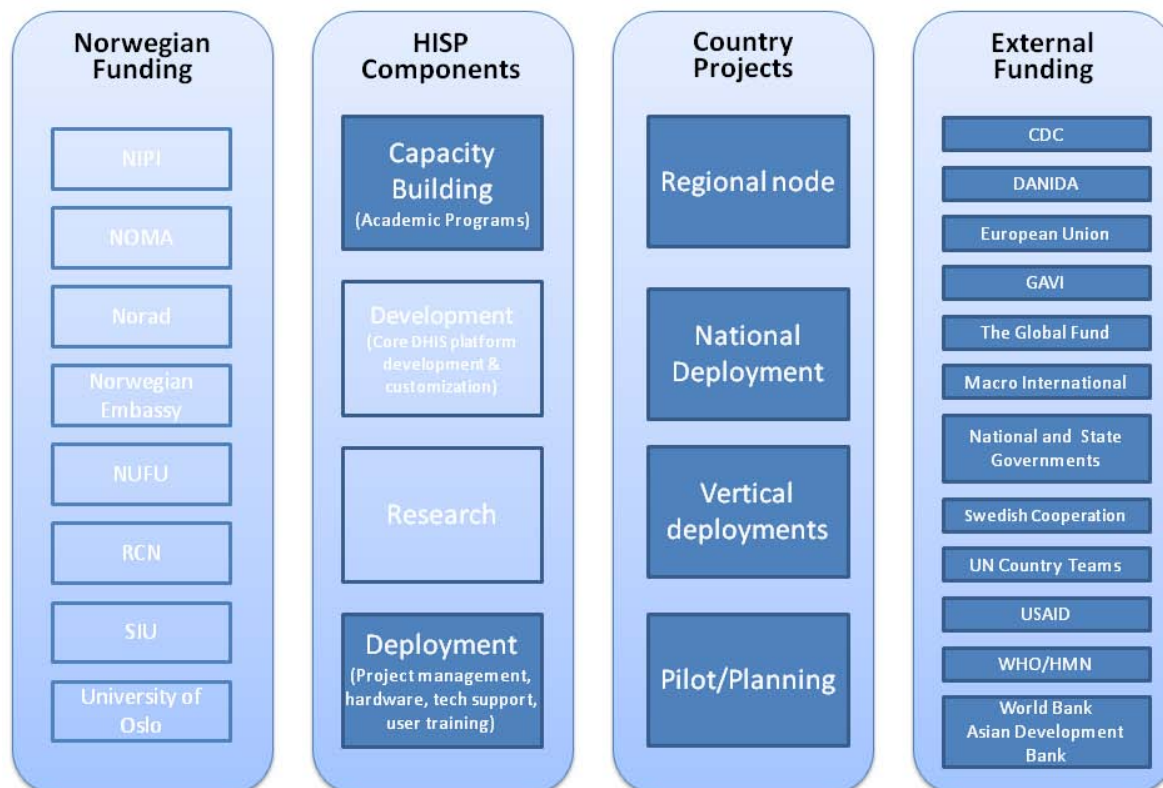 Norwegian
Funding
NIPI
NOMA
Norad
Norwegian
Embassy
NUFU
RCN
SIU
University of
Oslo
HISP
Components
Capacity
Building
(Academic Programs)
Development
(Core DHIS platform
development &
customization)
Research
Deployment
(Project management,
hardware, tech support,
user training)
Country
Projects
Regional node
National
Deployment
Vertical
deployments
Pilot/Planning
External
Funding
CDC
DANIDA
European Union
GAVI
The Global Fund
Macro International
National and State
Governments
Swedish Cooperation
UN Country Teams
USAID
WHO/HMN
World Bank
Asian Development
Bank